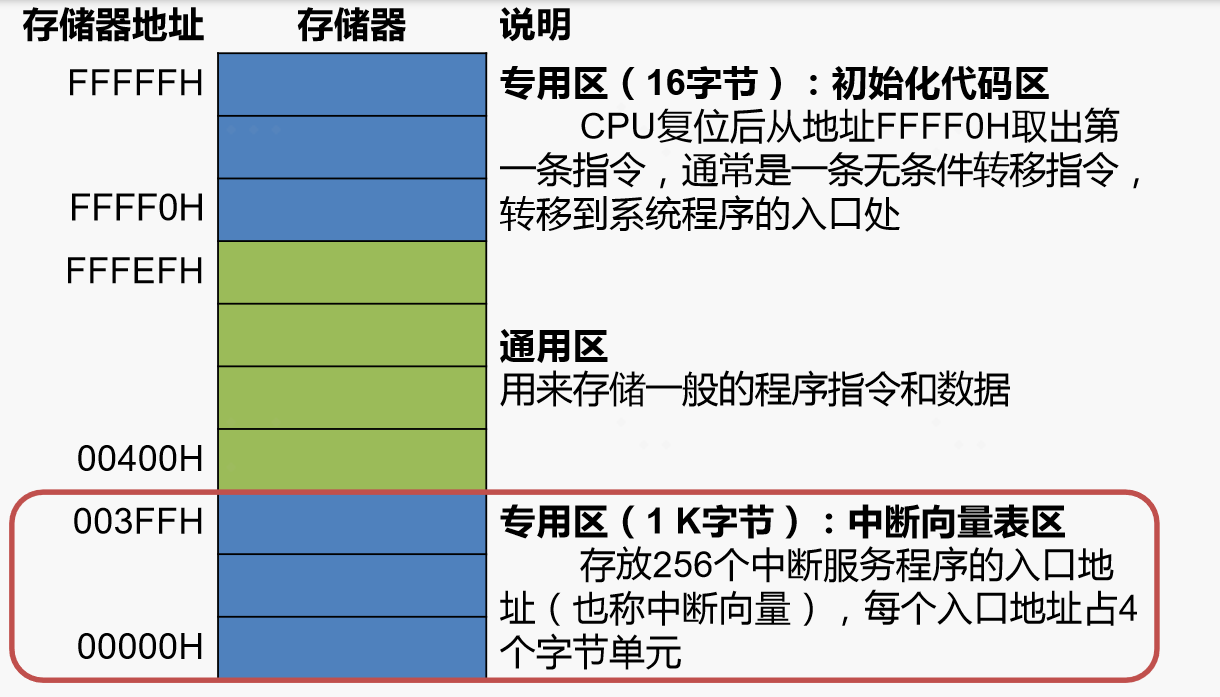 存储器地址 存储器 说明
FFFFFH 专用区（16字节）：初始化代码区
CPU复位后从地址FFFF0H取出第
一条指令，通常是一条无条件转移指令，
FFFF0H 转移到系统程序的入口处
FFFEFH
通用区
用来存储一般的程序指令和数据
00400H
003FFH 专用区（1 K字节）：中断向量表区
存放256个中断服务程序的入口地
址（也称中断向量），每个入口地址占4
00000H 个字节单元